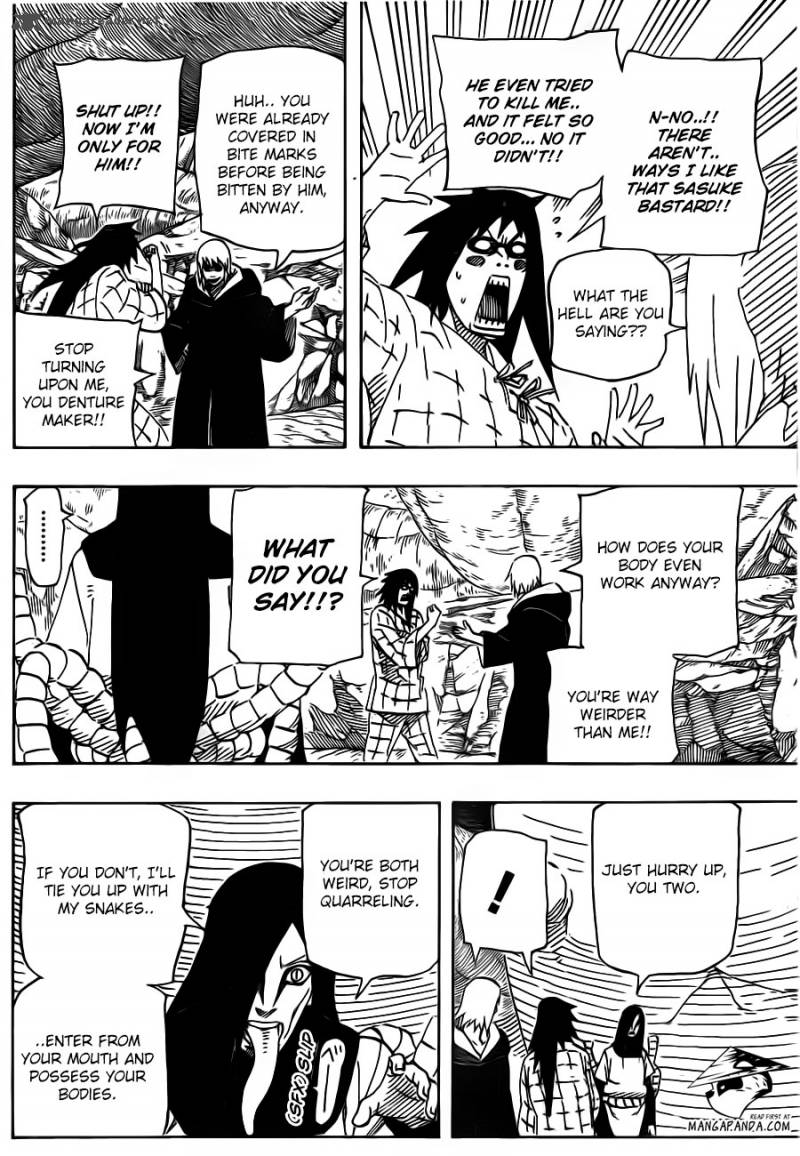 N-NO..!!
THERE
AREN'T..
WAYS I LIKE
THAT SASUKE
BASTARD!!
HE EVEN TRIED
TO KILL ME..
AND IT FELT SO
GOOD... NO IT
DIDN'T!!
WHAT THE
HELL ARE YOU
SAYING??
HUH.. YOU
WERE ALREADY
COVERED IN
BITE MARKS
BEFORE BEING
BITTEN BY HIM,
ANYWAY.
SHUT UP!!
NOW I'M
ONLY FOR
HIM!!
STOP
TURNING
UPON ME,
YOU DENTURE
MAKER!!
HOW DOES YOUR
BODY EVEN
WORK ANYWAY?
YOU'RE WAY
WEIRDER
THAN ME!!
WHAT
DID YOU
SAY!!?
........
JUST HURRY UP,
YOU TWO.
!
YOU'RE BOTH
WEIRD, STOP
QUARRELING.
IF YOU DON'T, I'LL
TIE YOU UP WITH
MY SNAKES..
..ENTER FROM
YOUR MOUTH AND
POSSESS YOUR
BODIES.
READ FIRST AT
MANGAPANDA.COM